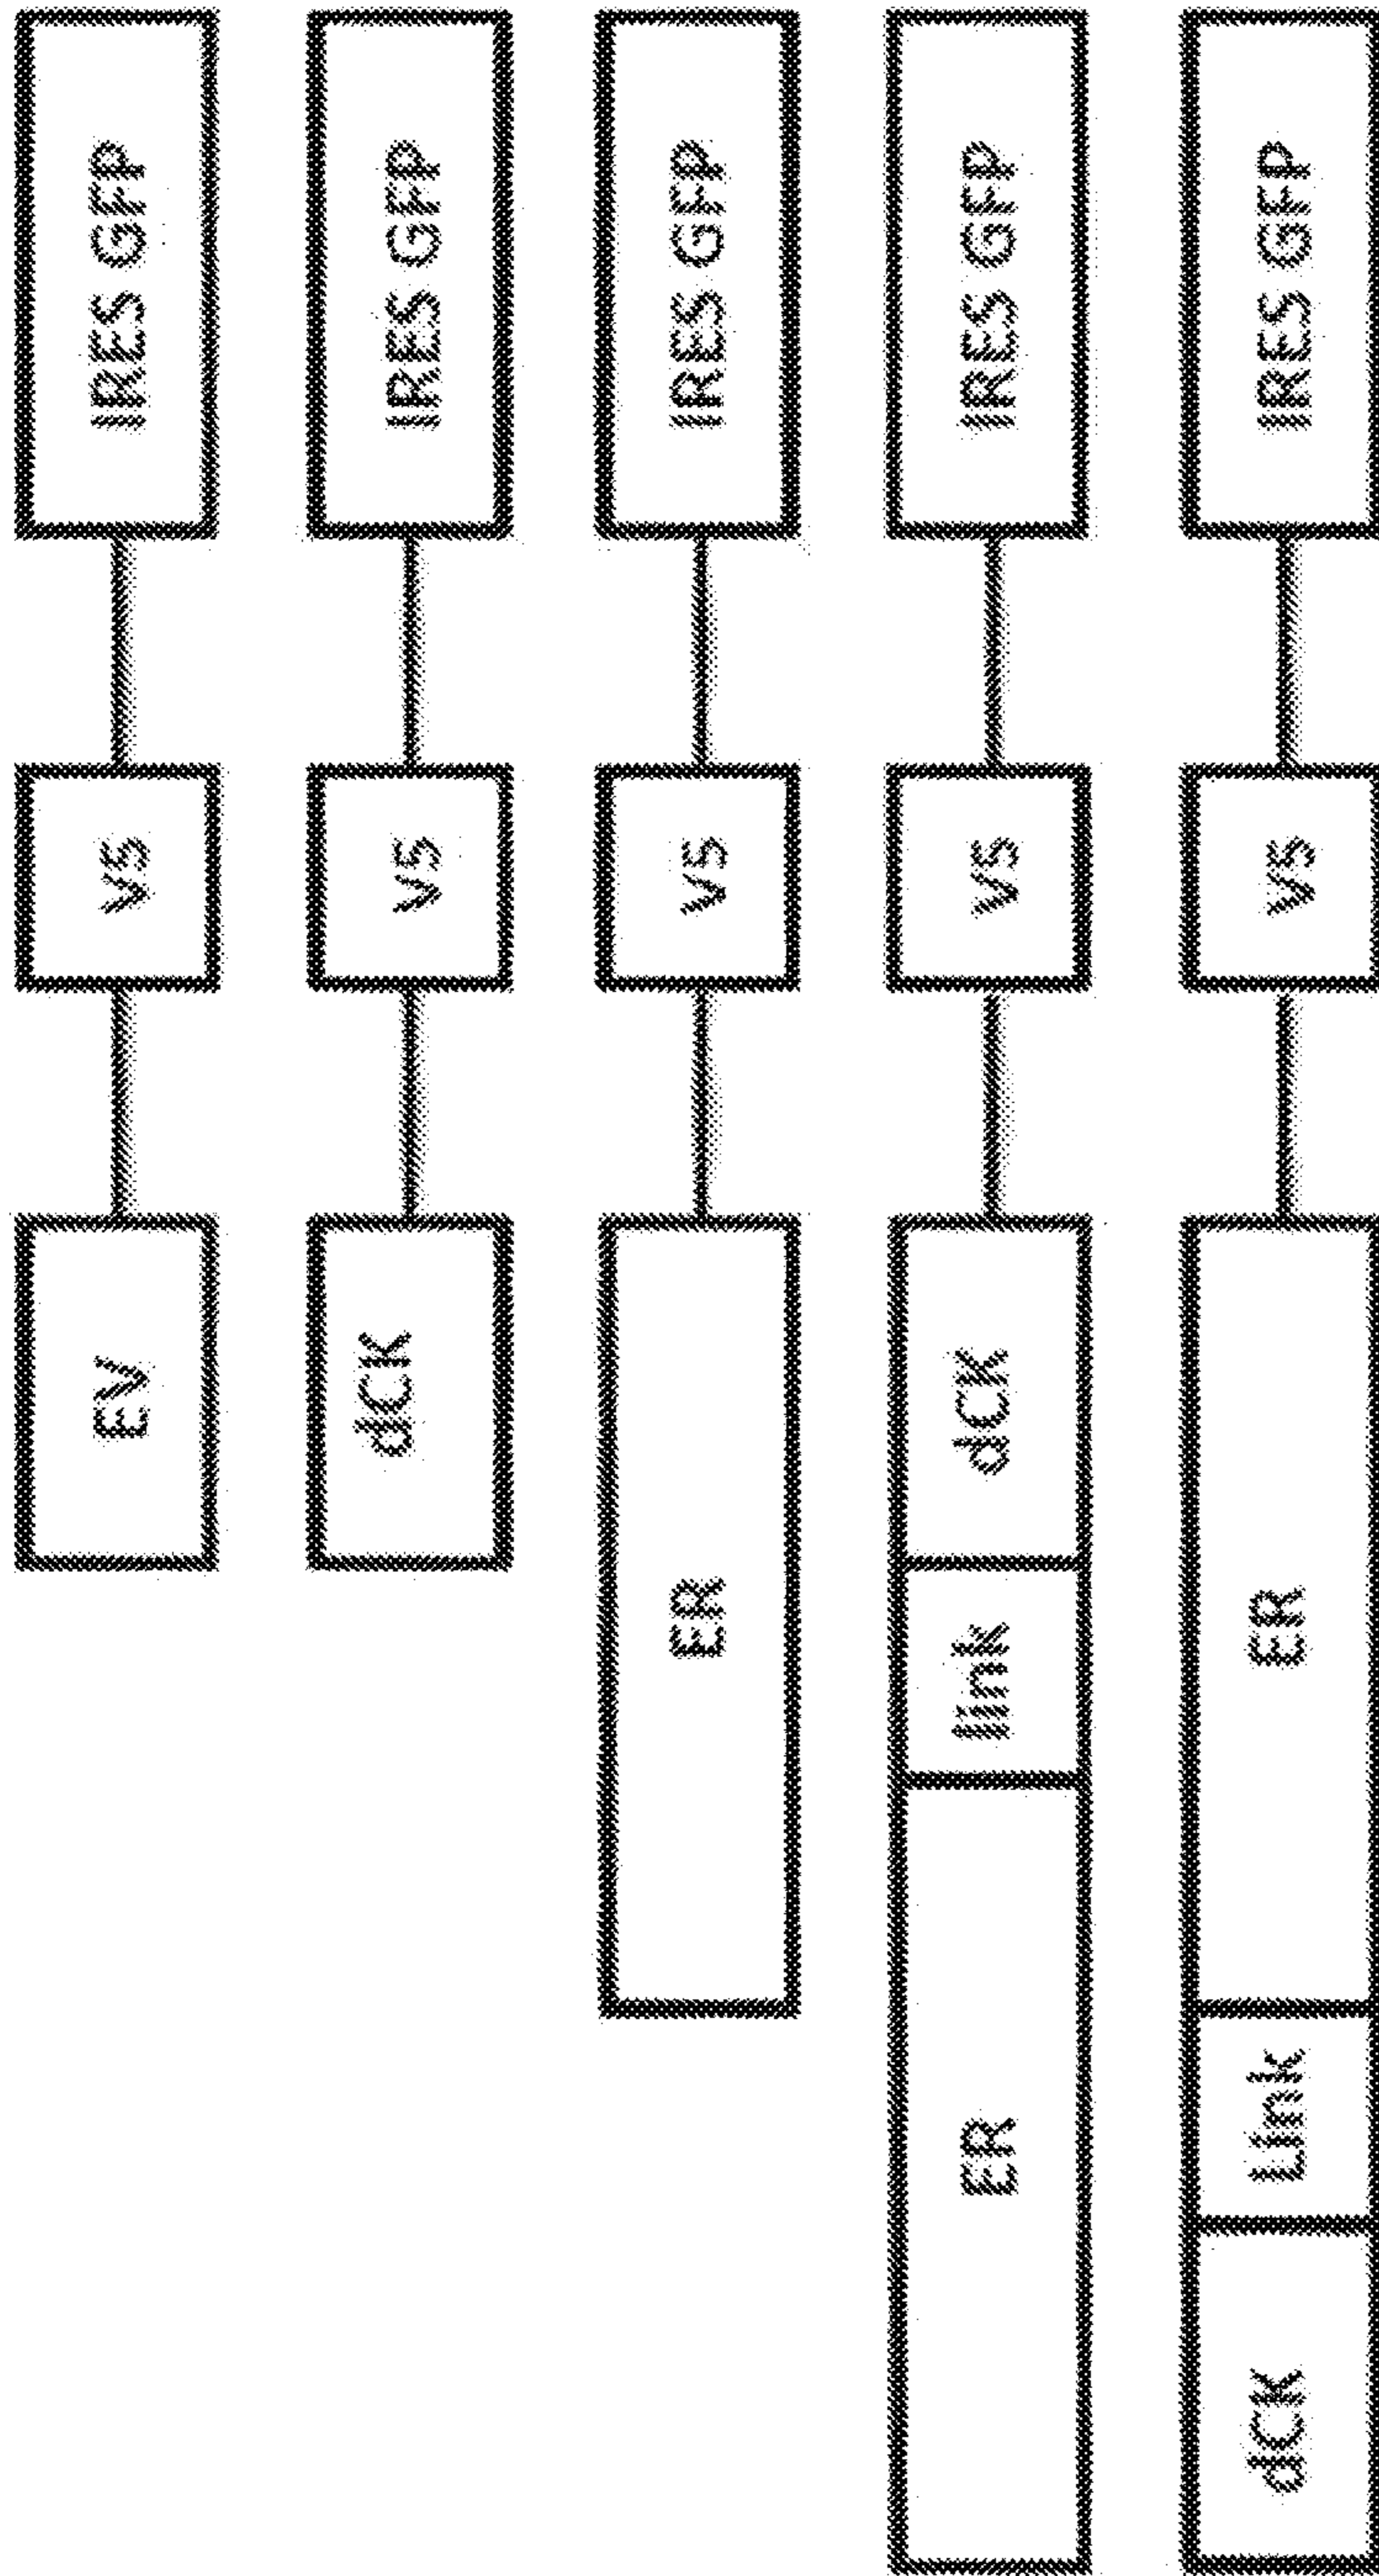 EV V5 IRES GFP
dCK V5 IRES GFP
ER V5 IRES GFP
ER link dCK V5 IRES GFP
dCK Link ER V5 IRES GFP